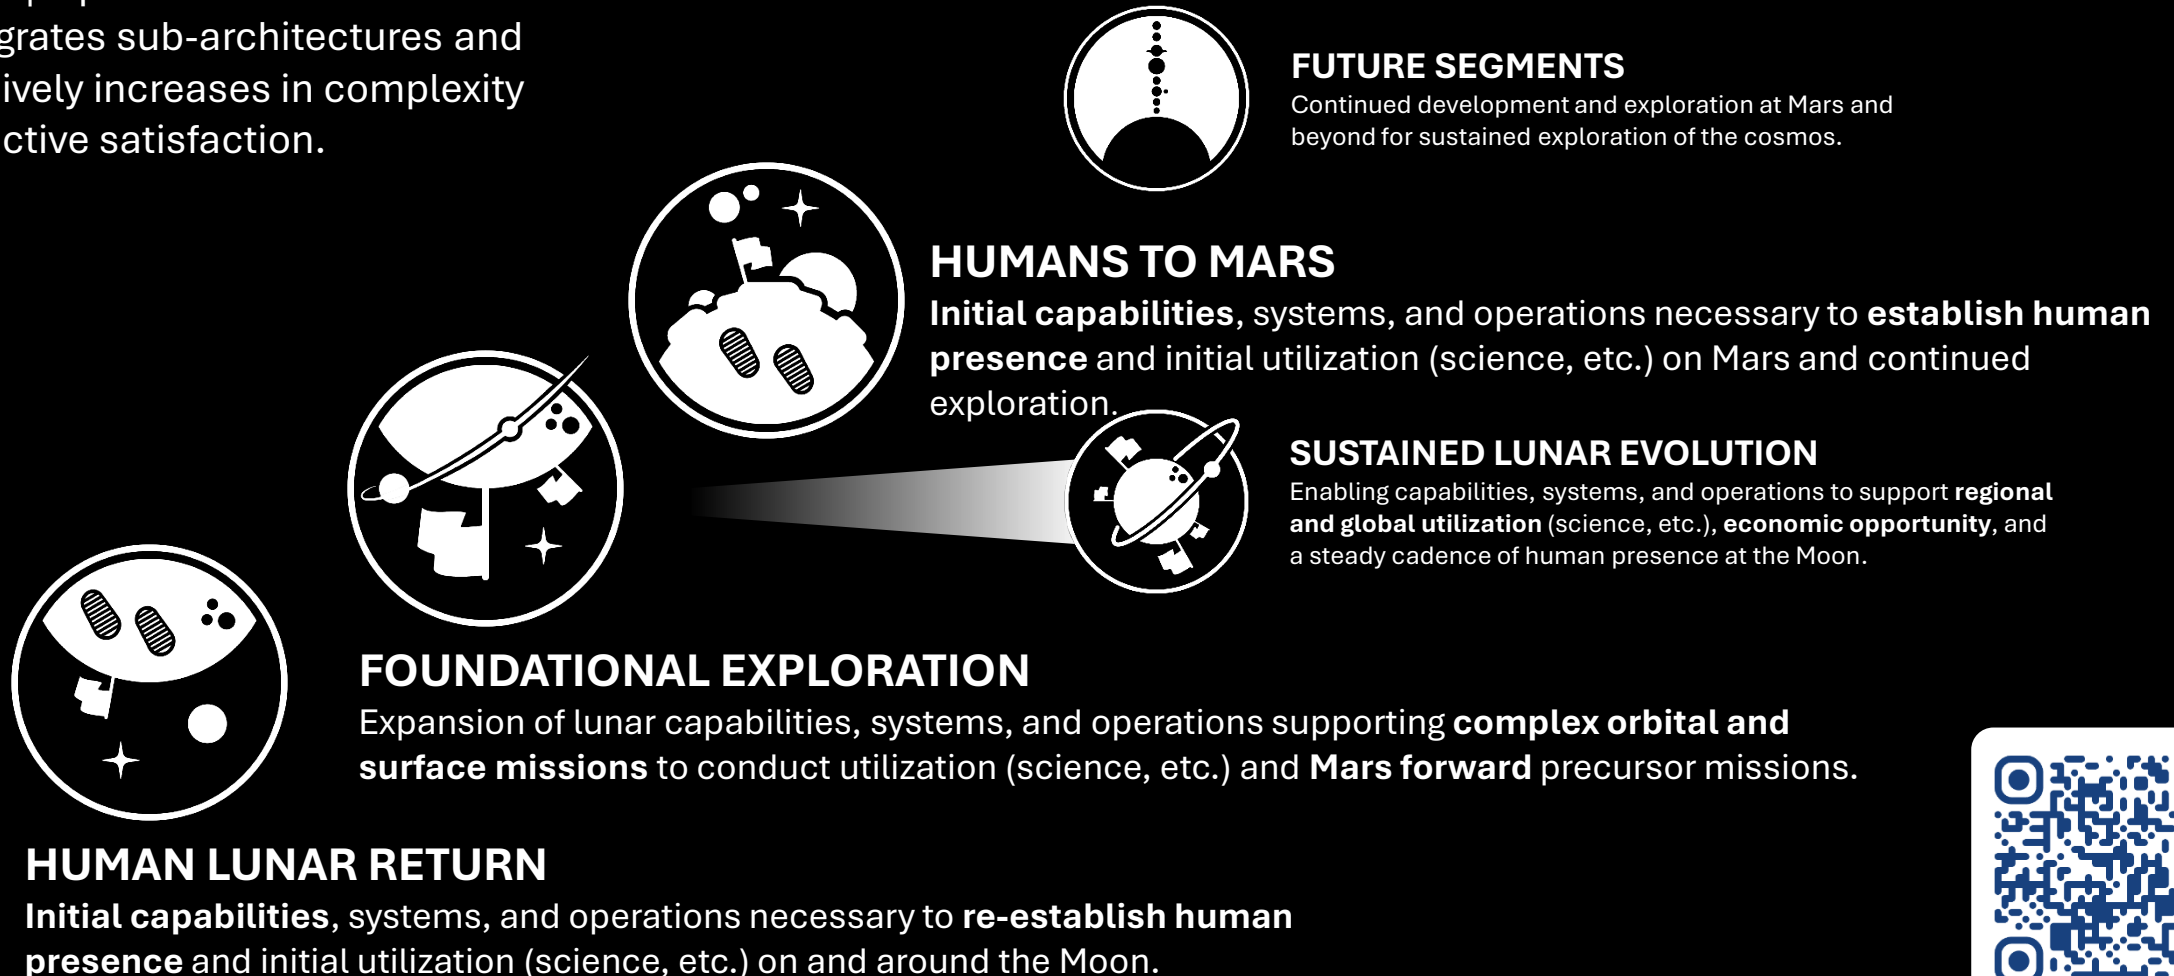 grates sub-architectures and
ively increases in complexity
ctive satisfaction.
FUTURE SEGMENTS
Continued development and exploration at Mars and
beyond for sustained exploration of the cosmos.
HUMANS TO MARS
Initial capabilities, systems, and operations necessary to establish human
presence and initial utilization (science, etc.) on Mars and continued
exploration.
SUSTAINED LUNAR EVOLUTION
Enabling capabilities, systems, and operations to support regional
and global utilization (science, etc.), economic opportunity, and
a steady cadence of human presence at the Moon.
FOUNDATIONAL EXPLORATION
Expansion of lunar capabilities, systems, and operations supporting complex orbital and
surface missions to conduct utilization (science, etc.) and Mars forward precursor missions.
HUMAN LUNAR RETURN
Initial capabilities, systems, and operations necessary to re-establish human
presence and initial utilization (science, etc.) on and around the Moon.